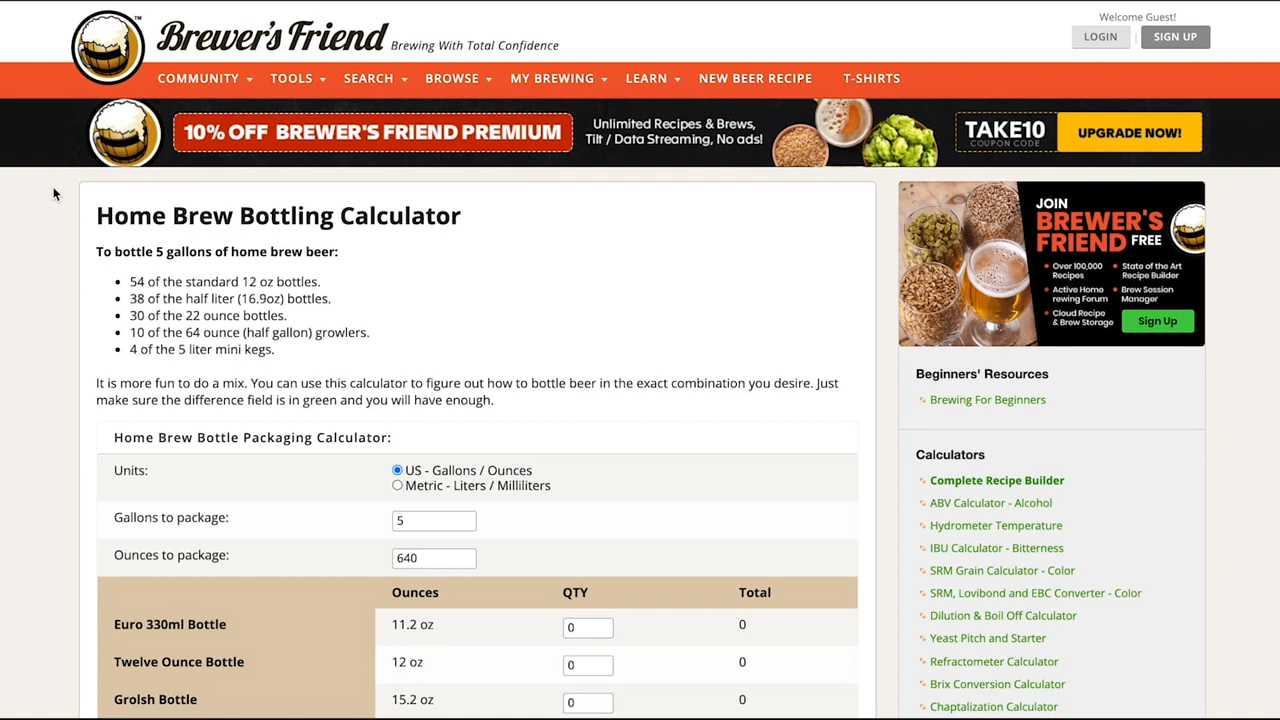 Welcome Guest!
Brewer's Friend™ Brewing With Total Confidence
LOGIN | SIGN UP
COMMUNITY TOOLS SEARCH BROWSE MY BREWING LEARN NEW BEER RECIPE T-SHIRTS
10% OFF BREWER'S FRIEND PREMIUM
Unlimited Recipes & Brews,
Tilt / Data Streaming, No ads!
TAKE10
COUPON CODE
UPGRADE NOW!
Home Brew Bottling Calculator
To bottle 5 gallons of home brew beer:
54 of the standard 12 oz bottles.
38 of the half liter (16.9oz) bottles.
30 of the 22 ounce bottles.
10 of the 64 ounce (half gallon) growlers.
4 of the 5 liter mini kegs.
It is more fun to do a mix. You can use this calculator to figure out how to bottle beer in the exact combination you desire. Just
make sure the difference field is in green and you will have enough.
Home Brew Bottle Packaging Calculator:
Units:
US - Gallons / Ounces
Metric - Liters / Milliliters
Gallons to package: 5
Ounces to package: 640
Ounces QTY Total
Euro 330ml Bottle 11.2 oz 0 0
Twelve Ounce Bottle 12 oz 0 0
Grolsh Bottle 15.2 oz 0 0
JOIN
BREWER'S
FRIEND FREE
• Over 100,000
Recipes
• State of the Art
Recipe Builder
• Active Home
rewing Forum
• Brew Session
Manager
• Cloud Recipe
& Brew Storage
Sign Up
Beginners' Resources
Brewing For Beginners
Calculators
Complete Recipe Builder
ABV Calculator - Alcohol
Hydrometer Temperature
IBU Calculator - Bitterness
SRM Grain Calculator - Color
SRM, Lovibond and EBC Converter - Color
Dilution & Boil Off Calculator
Yeast Pitch and Starter
Refractometer Calculator
Brix Conversion Calculator
Chaptalization Calculator